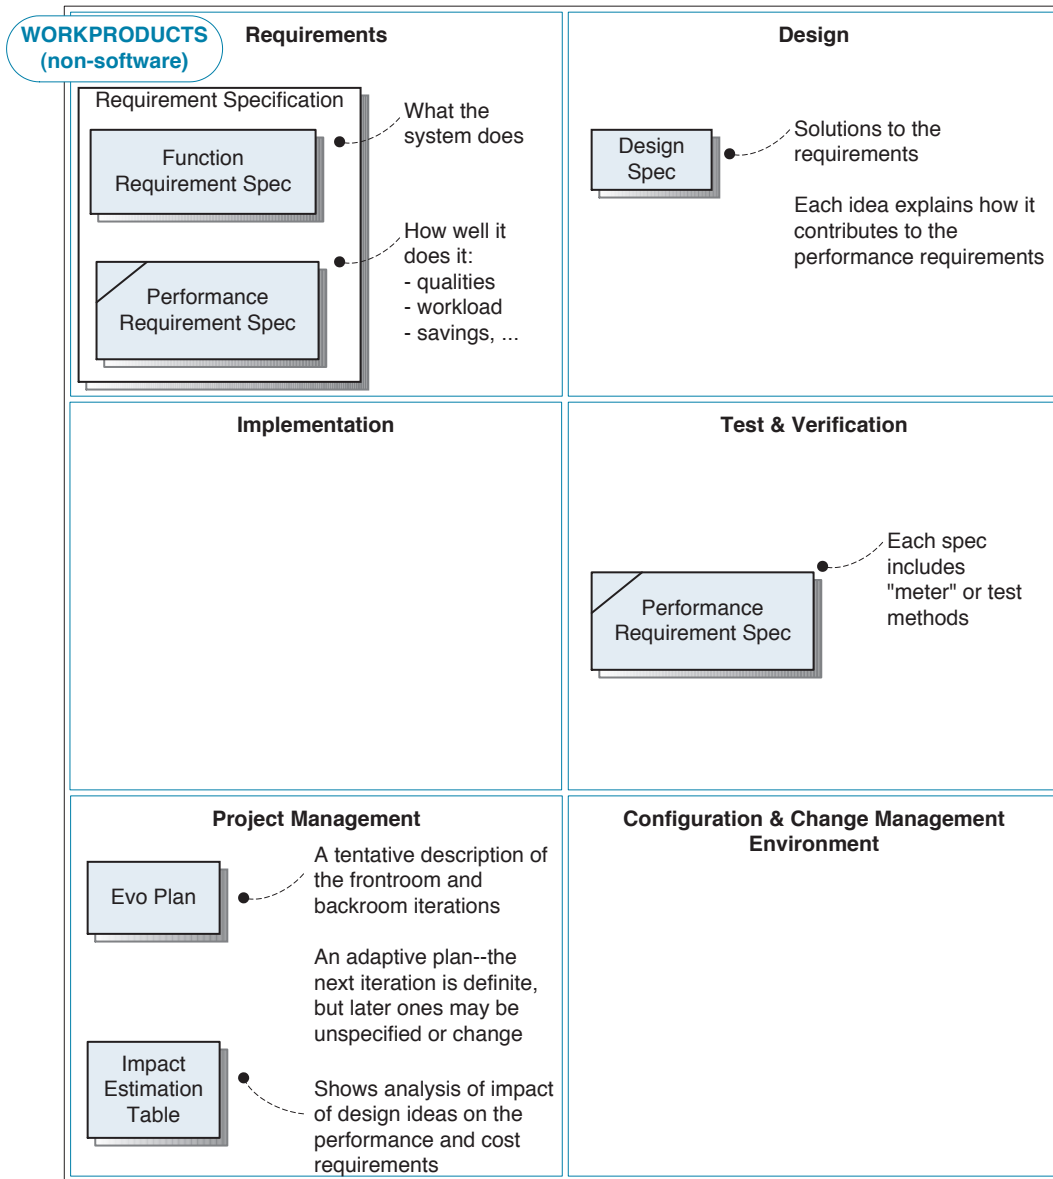 WORKPRODUCTS
(non-software)
Requirements
Requirement Specification
Function
Requirement Spec
What the
system does
Performance
Requirement Spec
How well it
does it:
- qualities
- workload
- savings, ...
Design
Design
Spec
Solutions to the
requirements
Each idea explains how it
contributes to the
performance requirements
Implementation
Test & Verification
Performance
Requirement Spec
Each spec
includes
"meter" or test
methods
Project Management
Evo Plan
A tentative description of
the frontroom and
backroom iterations
An adaptive plan--the
next iteration is definite,
but later ones may be
unspecified or change
Impact
Estimation
Table
Shows analysis of impact
of design ideas on the
performance and cost
requirements
Configuration & Change Management
Environment